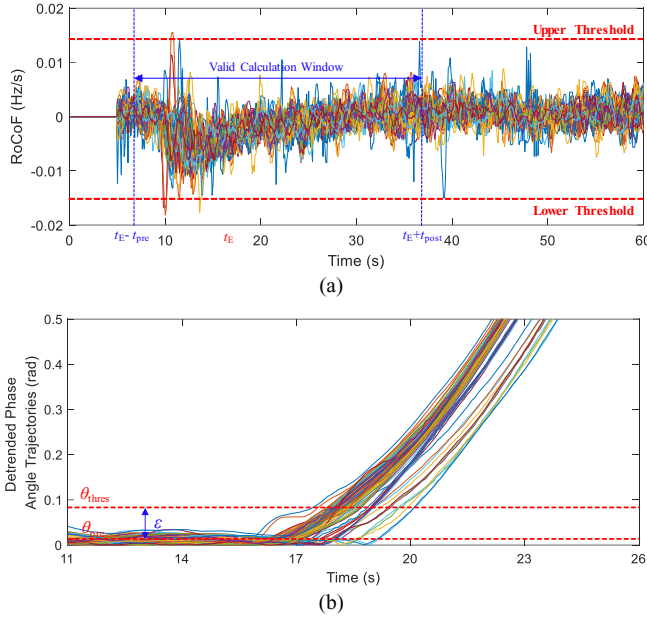 0.02
Upper Threshold
0.01
Valid Calculation Window
RoCoF (Hz/s)
0
-0.01
Lower Threshold
-0.02
0 10 20 30 40 50 60
tE- tpre tE tE+tpost
Time (s)
(a)
0.5
0.4
Detrended Phase
Angle Trajectories (rad)
0.3
0.2
θthres
0.1
ε
0
11 14 17 20 23 26
Time (s)
(b)